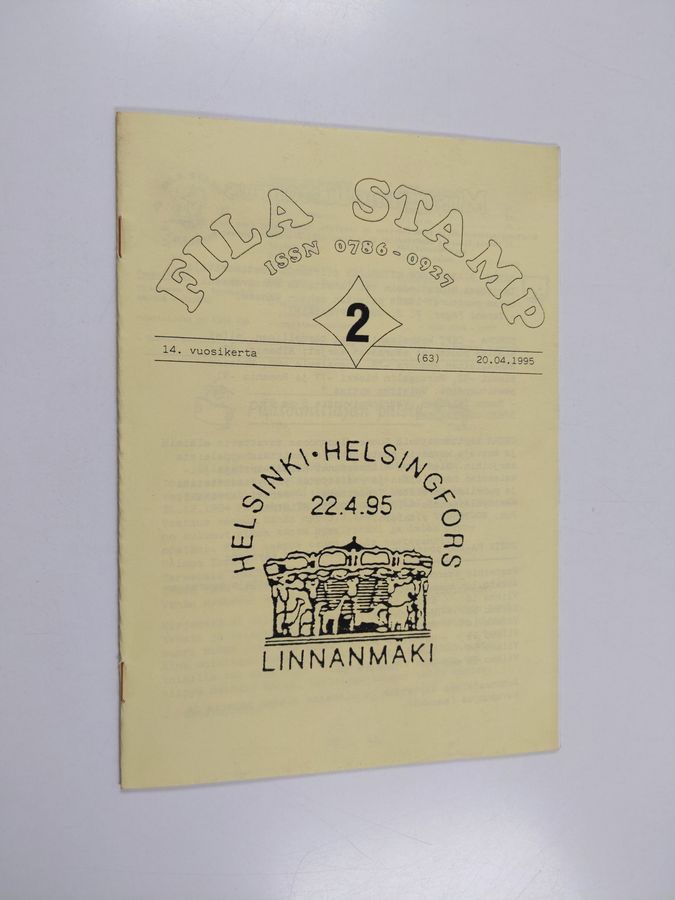 FILA STAMP
ISSN 0786-0927
2
14. vuosikerta (63) 20.04.1995
HELSINKI•HELSINGFORS
22.4.95
LINNANMÄKI